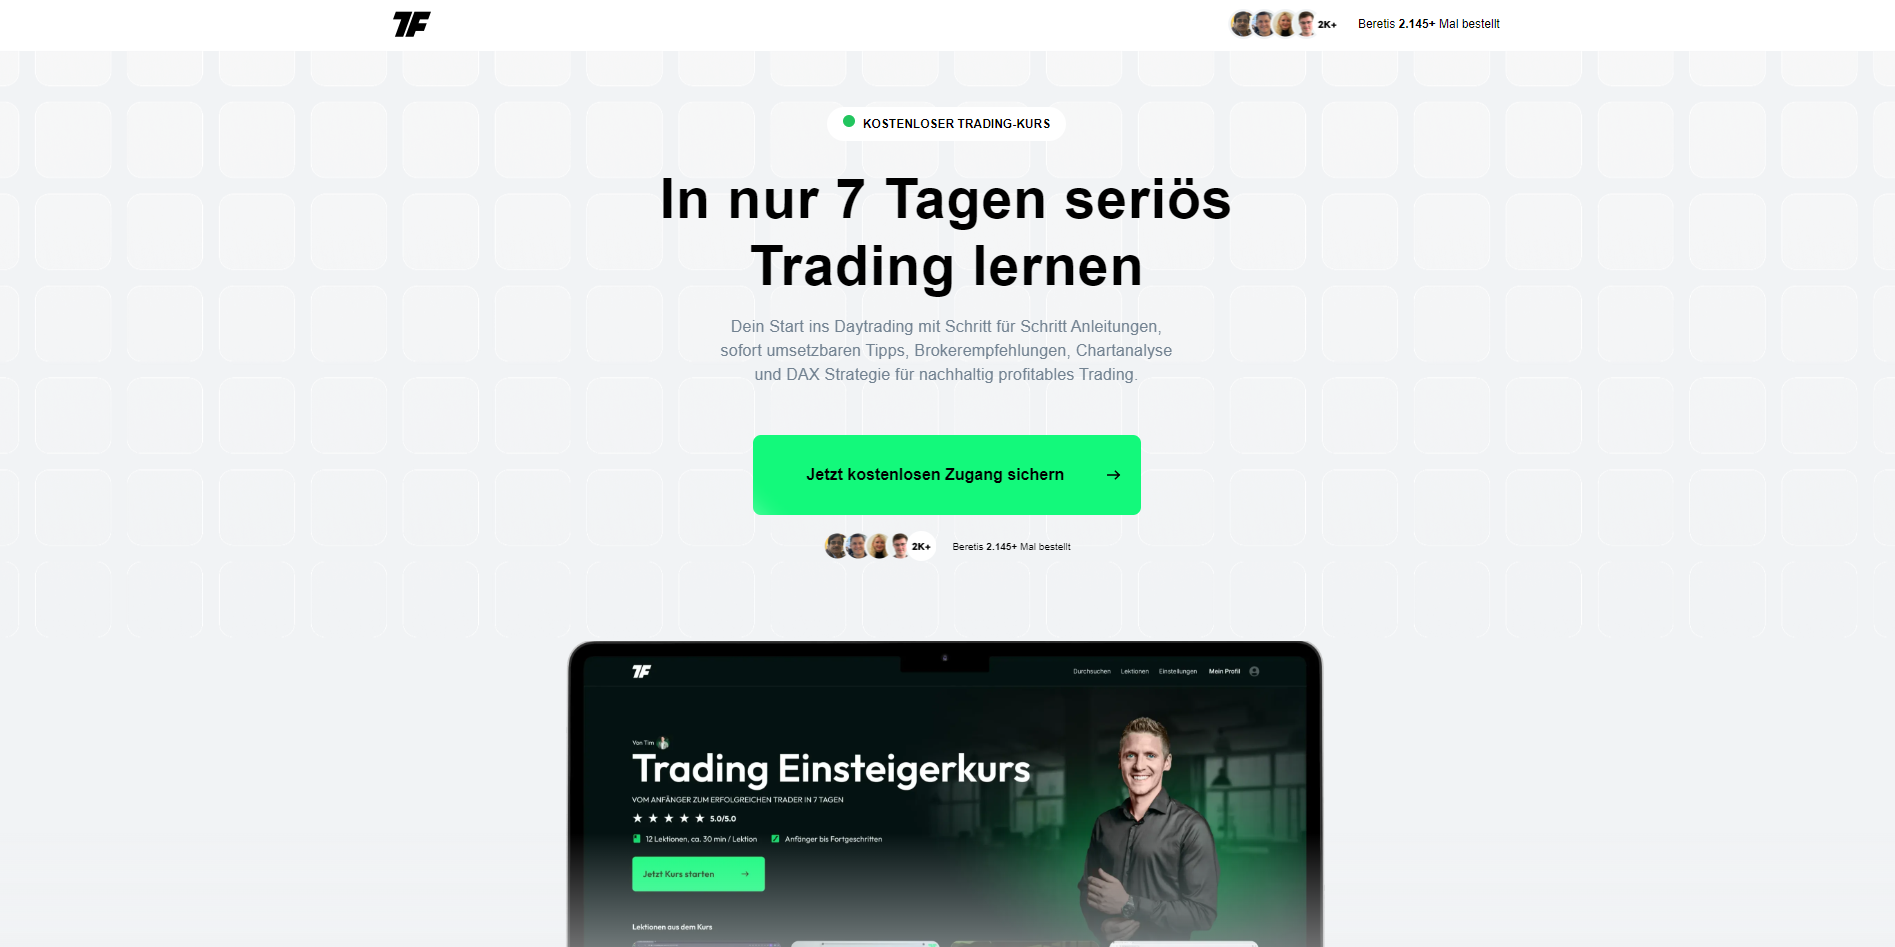 TF
2K+ Beretis 2.145+ Mal bestellt
KOSTENLOSER TRADING-KURS
In nur 7 Tagen seriös
Trading lernen
Dein Start ins Daytrading mit Schritt für Schritt Anleitungen,
sofort umsetzbaren Tipps, Brokerempfehlungen, Chartanalyse
und DAX Strategie für nachhaltig profitables Trading.
Jetzt kostenlosen Zugang sichern →
2K+ Beretis 2.145+ Mal bestellt
TF
Durchsuchen Lektionen Einstellungen Mein Profil
Von Tim
Trading Einsteigerkurs
VOM ANFÄNGER ZUM ERFOLGREICHEN TRADER IN 7 TAGEN
★ ★ ★ ★ ★ 5.0/5.0
12 Lektionen, ca. 30 min / Lektion Anfänger bis Fortgeschritten
Jetzt Kurs starten →
Lektionen aus dem Kurs